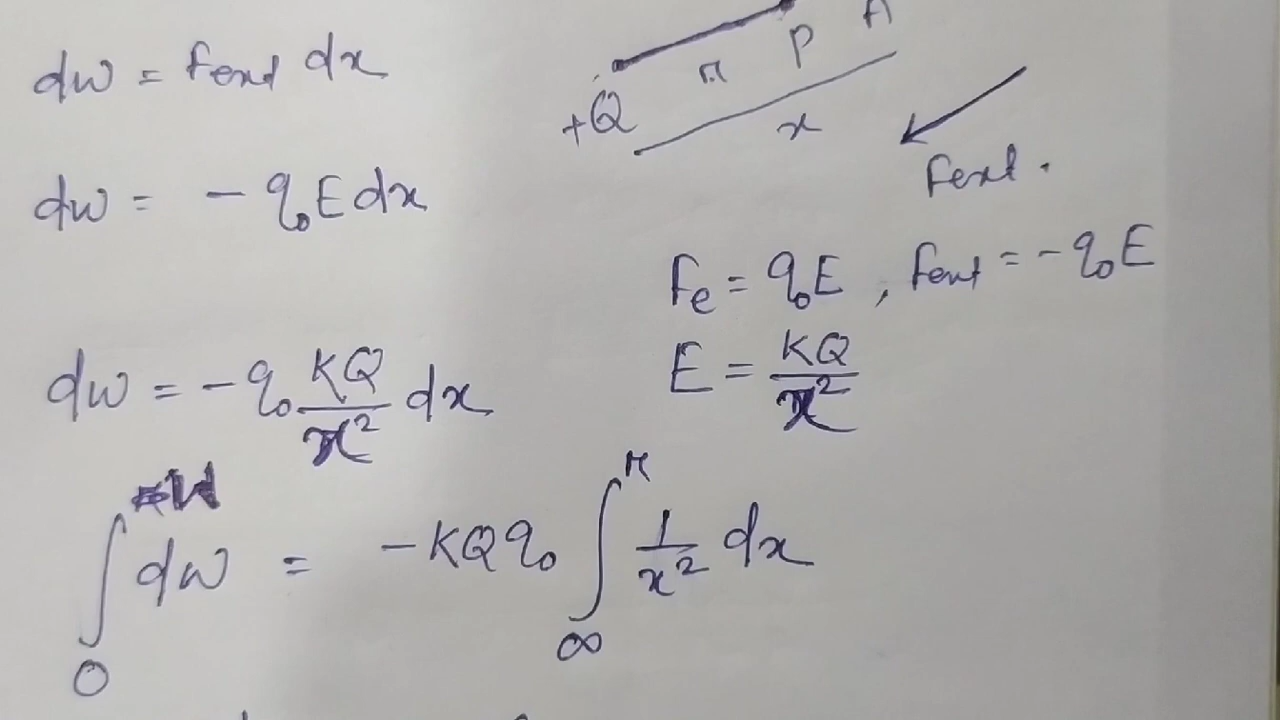 dw = Fext dx
+Q r P A
x
Fext.
dw = - q₀E dx
Fe = q₀E , Fext = - q₀E
E = KQ/x²
dw = - q₀ KQ/x² dx
∫₀ᵂ dw = - KQq₀ ∫∞ʳ 1/x² dx